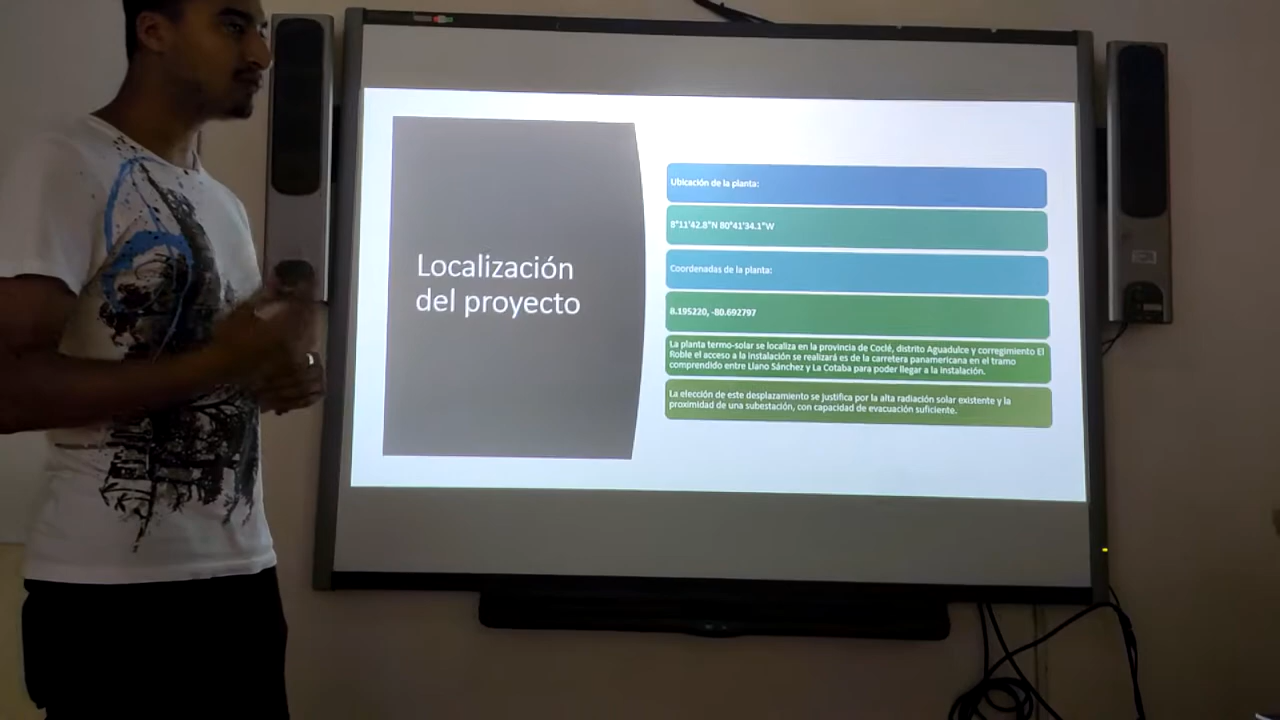 Localización
del proyecto
Ubicación de la planta:
8°11'42.8"N 80°41'34.1"W
Coordenadas de la planta:
8.195220, -80.692797
La planta termo-solar se localiza en la provincia de Coclé, distrito Aguadulce y corregimiento El
Roble el acceso a la instalación se realizará es de la carretera panamericana en el tramo
comprendido entre Llano Sánchez y La Cotaba para poder llegar a la instalación.
La elección de este desplazamiento se justifica por la alta radiación solar existente y la
proximidad de una subestación, con capacidad de evacuación suficiente.